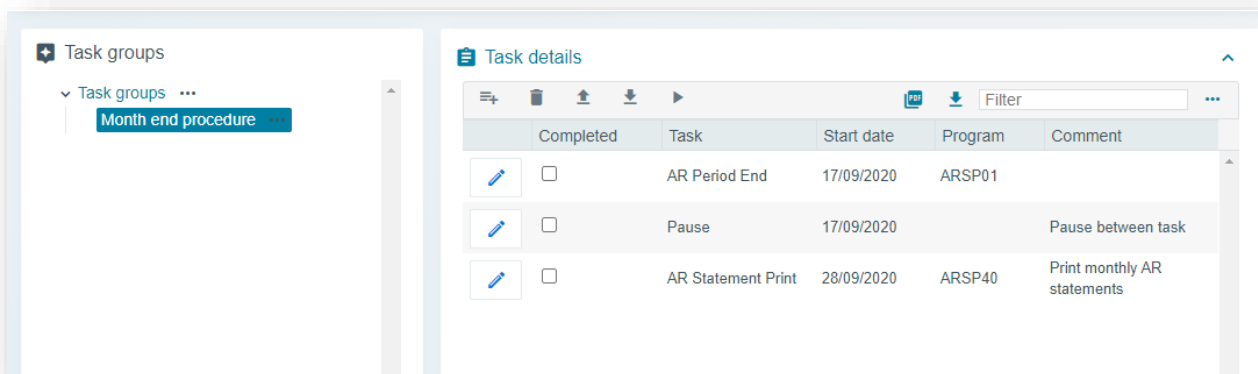 Task groups
Task groups ...
Month end procedure ...
Task details
PDF Filter ...
Completed Task Start date Program Comment
AR Period End 17/09/2020 ARSP01
Pause 17/09/2020 Pause between task
AR Statement Print 28/09/2020 ARSP40 Print monthly AR
statements